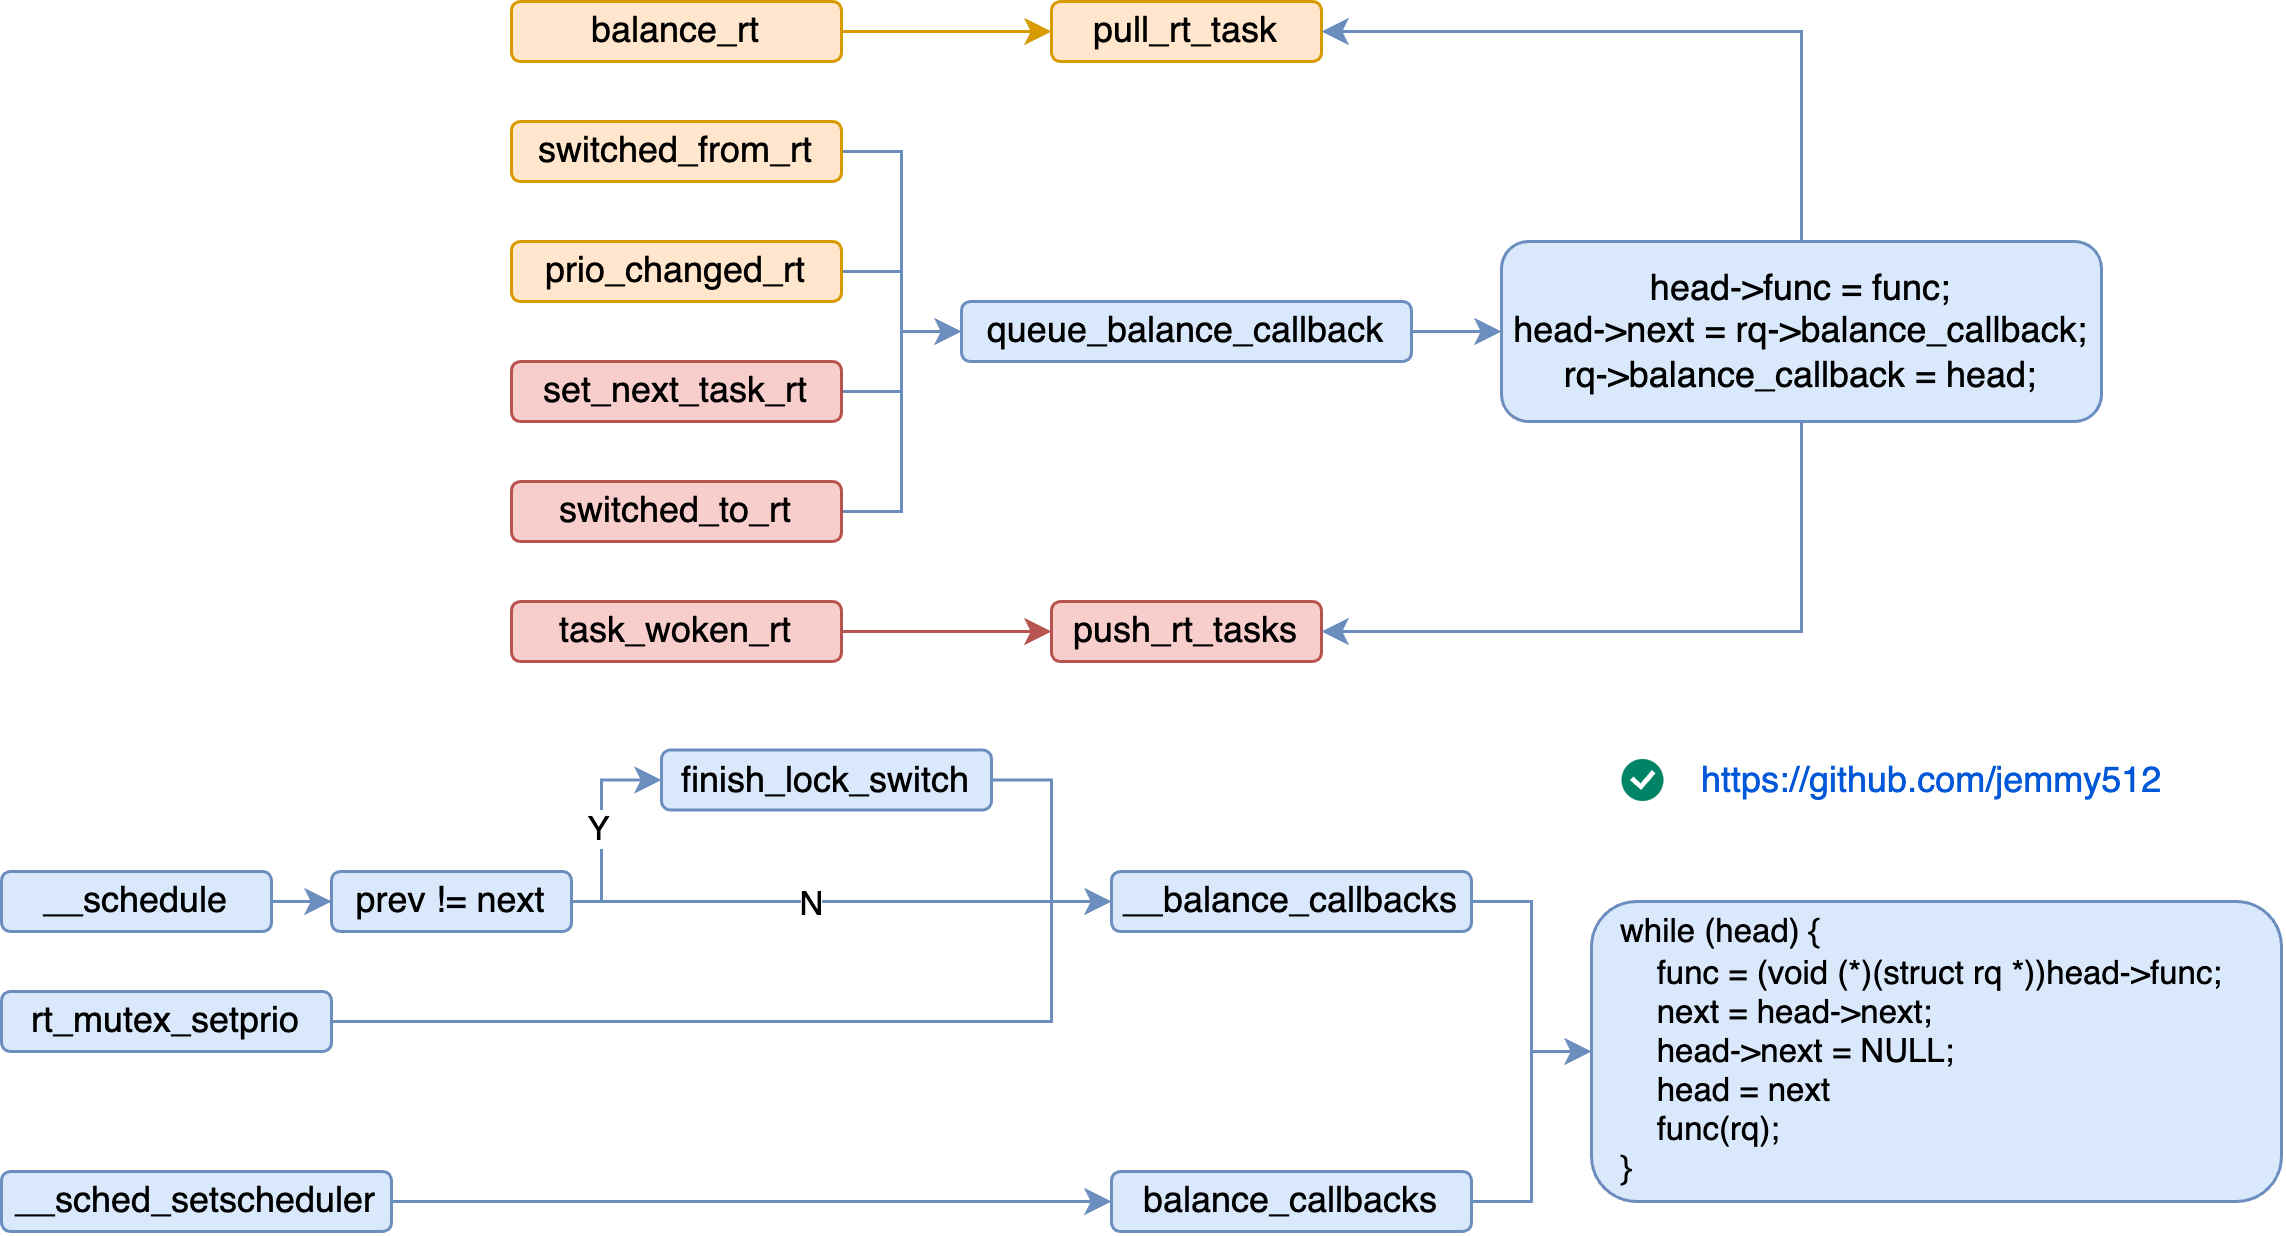 balance_rt
pull_rt_task
switched_from_rt
prio_changed_rt
set_next_task_rt
switched_to_rt
queue_balance_callback
head->func = func;
head->next = rq->balance_callback;
rq->balance_callback = head;
task_woken_rt
push_rt_tasks
finish_lock_switch
https://github.com/jemmy512
Y
__schedule
prev != next
N
__balance_callbacks
rt_mutex_setprio
while (head) {
func = (void (*)(struct rq *))head->func;
next = head->next;
head->next = NULL;
head = next
func(rq);
}
__sched_setscheduler
balance_callbacks